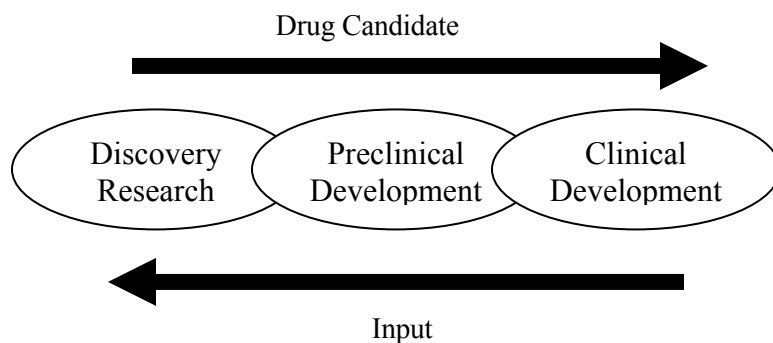 Drug Candidate
Discovery
Research
Preclinical
Development
Clinical
Development
Input